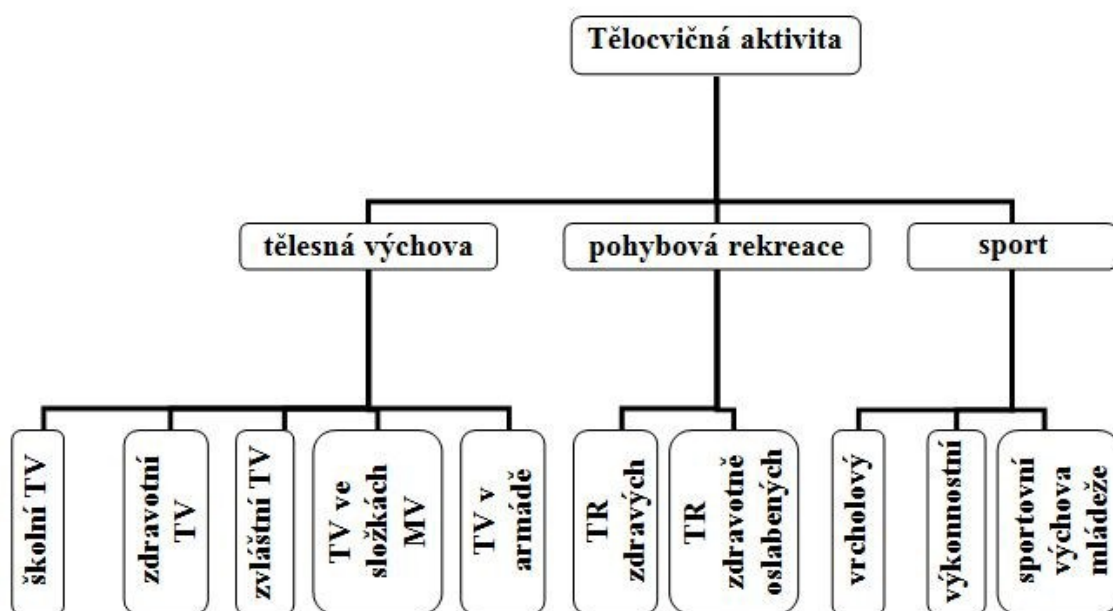 Tělocvičná aktivita
tělesná výchova
pohybová rekreace
sport
školní TV
zdravotní
TV
zvláštní TV
TV ve
složkách
MV
TV v
armádě
TR
zdravých
TR
zdravotně
oslabených
vrcholový
výkonnostní
sportovní
výchova
mládeže